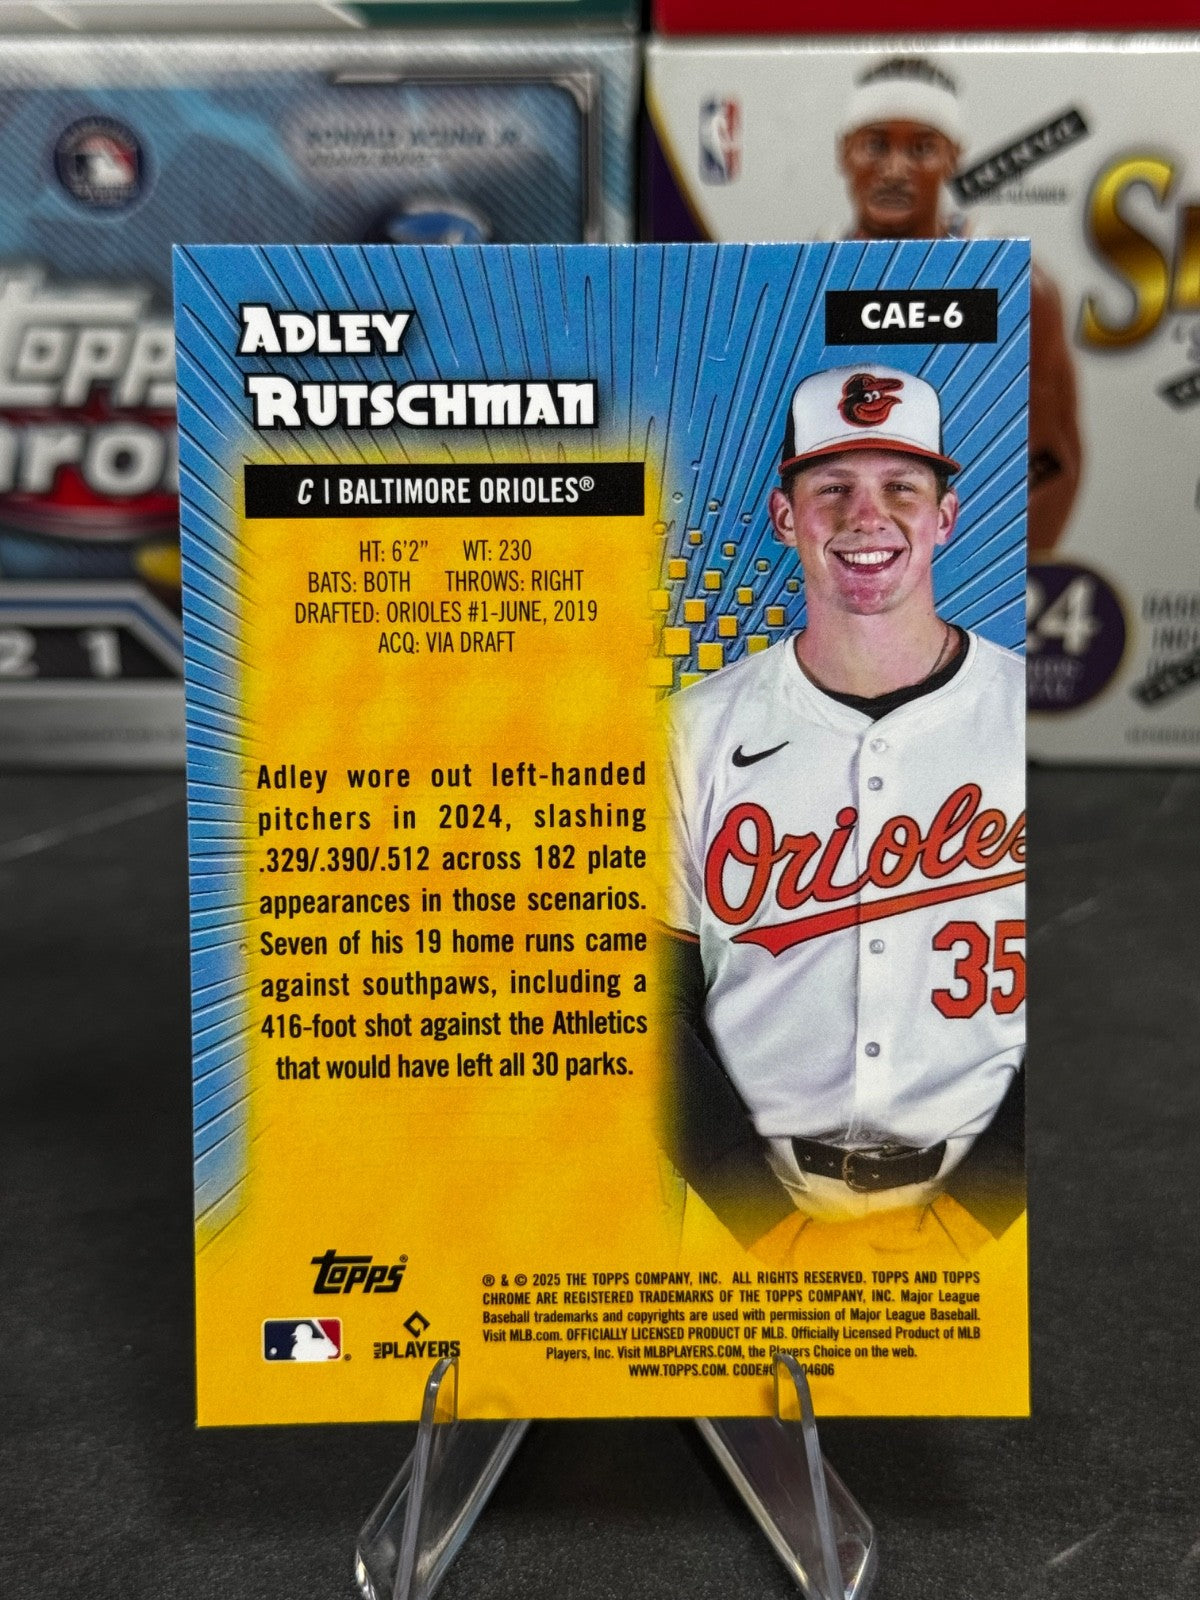 ADLEY
RUTSCHMAN
CAE-6
C | BALTIMORE ORIOLES®
HT: 6'2" WT: 230
BATS: BOTH THROWS: RIGHT
DRAFTED: ORIOLES #1-JUNE, 2019
ACQ: VIA DRAFT
Adley wore out left-handed
pitchers in 2024, slashing
.329/.390/.512 across 182 plate
appearances in those scenarios.
Seven of his 19 home runs came
against southpaws, including a
416-foot shot against the Athletics
that would have left all 30 parks.
Orioles
35
topps®
MLB PLAYERS
® & © 2025 THE TOPPS COMPANY, INC. ALL RIGHTS RESERVED. TOPPS AND TOPPS
CHROME ARE REGISTERED TRADEMARKS OF THE TOPPS COMPANY, INC. Major League
Baseball trademarks and copyrights are used with permission of Major League Baseball.
Visit MLB.com. OFFICIALLY LICENSED PRODUCT OF MLB. Officially Licensed Product of MLB
Players, Inc. Visit MLBPLAYERS.COM, the Players Choice on the web.
WWW.TOPPS.COM. CODE#
topps
2 1
24